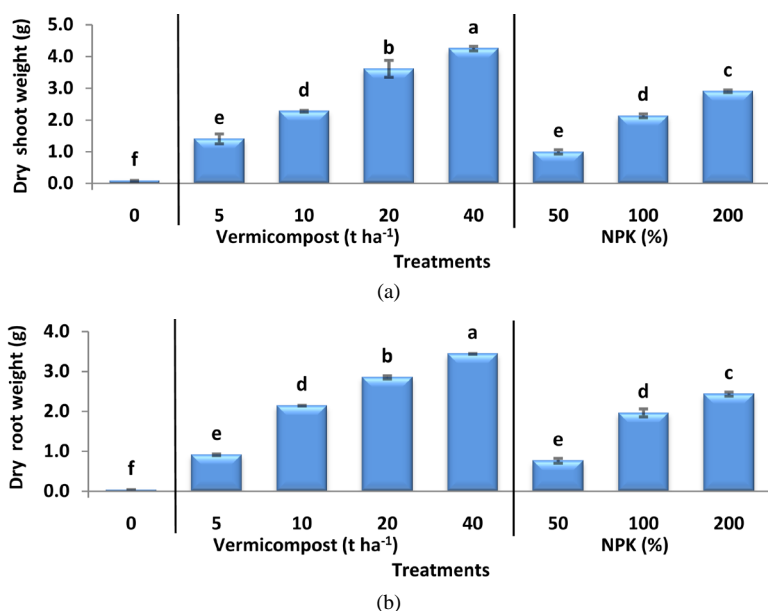 Dry shoot weight (g)
5.0
4.0
3.0
2.0
1.0
0.0
f
e
d
b
a
e
d
c
0 5 10 20 40 50 100 200
Vermicompost (t ha⁻¹) NPK (%)
Treatments
(a)
Dry root weight (g)
4.0
3.0
2.0
1.0
0.0
f
e
d
b
a
e
d
c
0 5 10 20 40 50 100 200
Vermicompost (t ha⁻¹) NPK (%)
Treatments
(b)